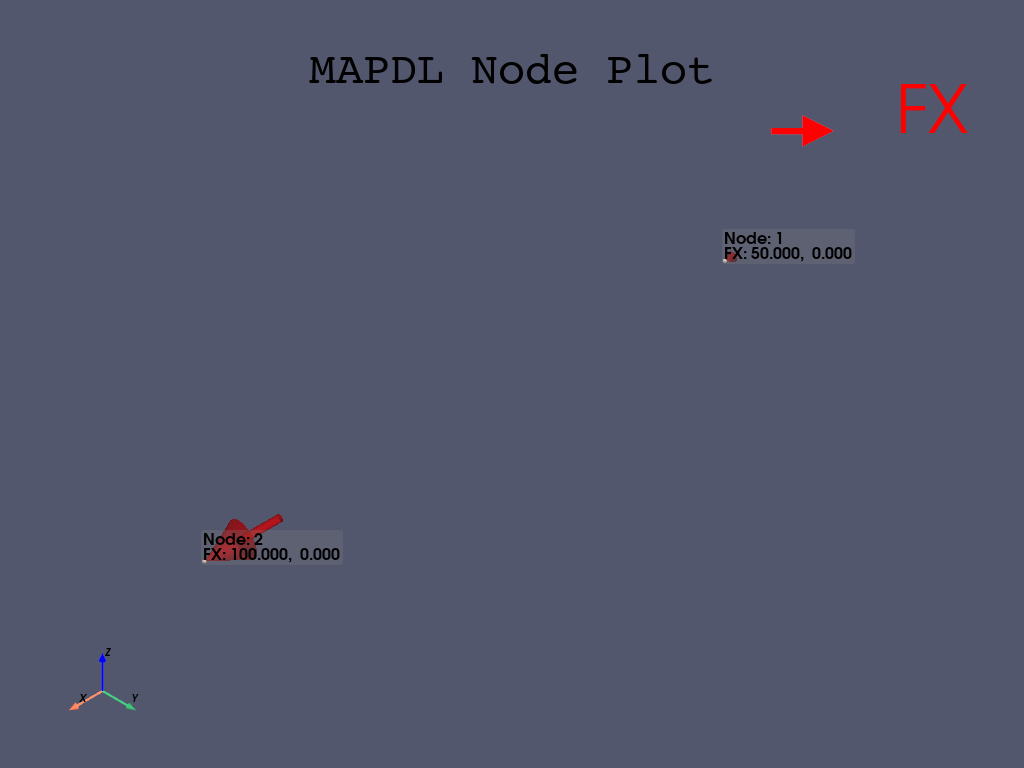 MAPDL Node Plot
FX
Node: 1
FX: 50.000, 0.000
Node: 2
FX: 100.000, 0.000
Z
X
Y